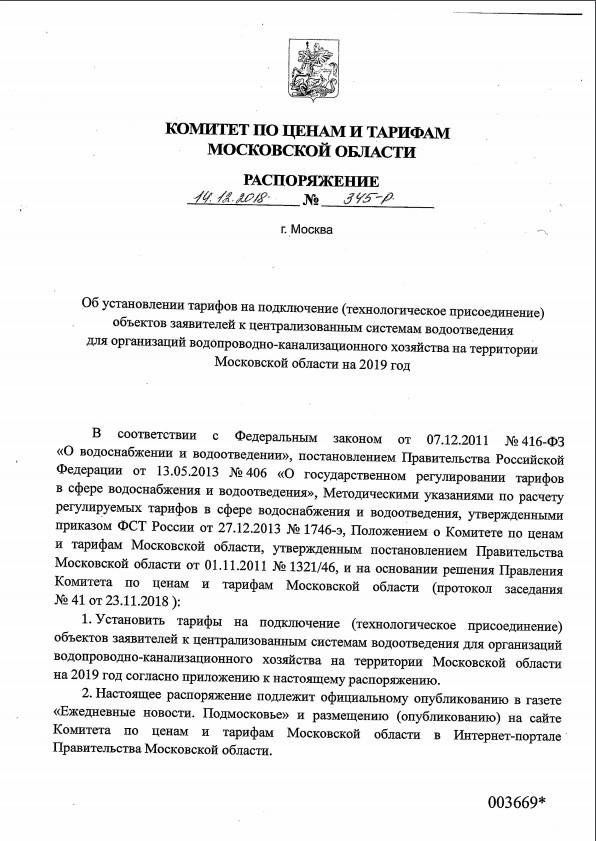 КОМИТЕТ ПО ЦЕНАМ И ТАРИФАМ
МОСКОВСКОЙ ОБЛАСТИ
РАСПОРЯЖЕНИЕ
14.12.2018. № 345-р.
г. Москва
Об установлении тарифов на подключение (технологическое присоединение)
объектов заявителей к централизованным системам водоотведения
для организаций водопроводно-канализационного хозяйства на территории
Московской области на 2019 год
В соответствии с Федеральным законом от 07.12.2011 № 416-ФЗ
«О водоснабжении и водоотведении», постановлением Правительства Российской
Федерации от 13.05.2013 № 406 «О государственном регулировании тарифов
в сфере водоснабжения и водоотведения», Методическими указаниями по расчету
регулируемых тарифов в сфере водоснабжения и водоотведения, утвержденными
приказом ФСТ России от 27.12.2013 № 1746-э, Положением о Комитете по ценам
и тарифам Московской области, утвержденным постановлением Правительства
Московской области от 01.11.2011 № 1321/46, и на основании решения Правления
Комитета по ценам и тарифам Московской области (протокол заседания
№ 41 от 23.11.2018 ):
1. Установить тарифы на подключение (технологическое присоединение)
объектов заявителей к централизованным системам водоотведения для организаций
водопроводно-канализационного хозяйства на территории Московской области
на 2019 год согласно приложению к настоящему распоряжению.
2. Настоящее распоряжение подлежит официальному опубликованию в газете
«Ежедневные новости. Подмосковье» и размещению (опубликованию) на сайте
Комитета по ценам и тарифам Московской области в Интернет-портале
Правительства Московской области.
003669*